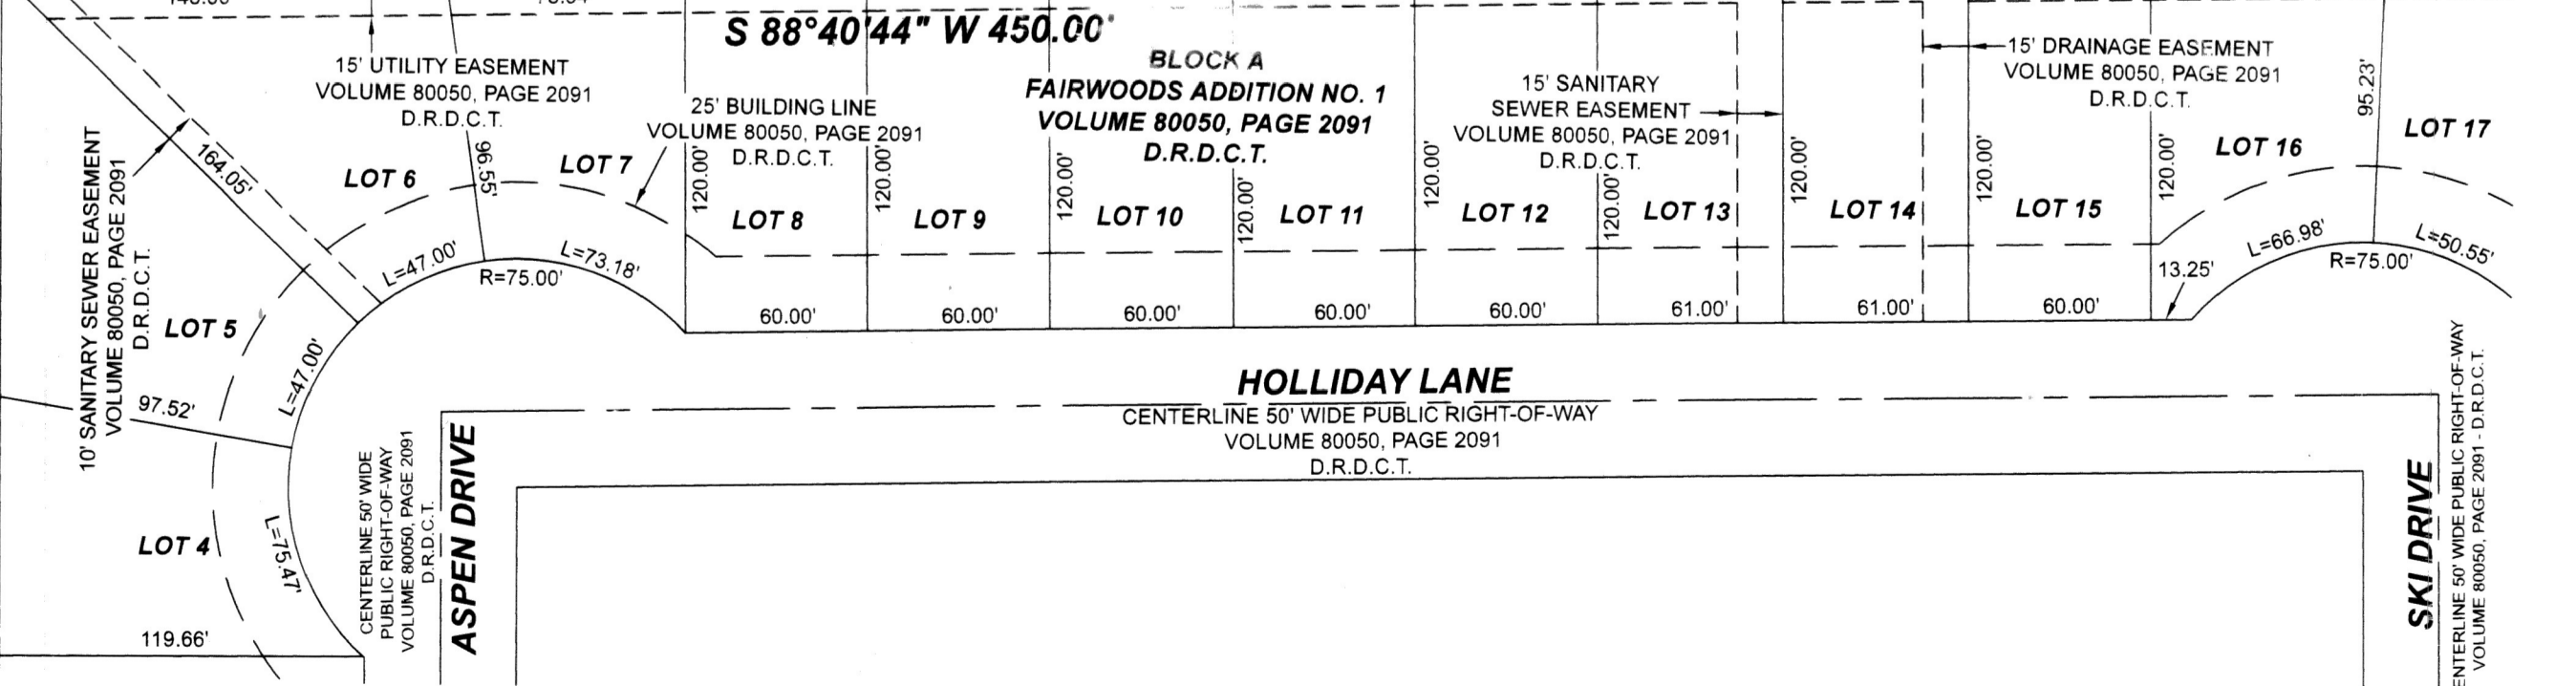 S 88°40'44" W 450.00'
BLOCK A
FAIRWOODS ADDITION NO. 1
VOLUME 80050, PAGE 2091
D.R.D.C.T.
15' UTILITY EASEMENT
VOLUME 80050, PAGE 2091
D.R.D.C.T.
25' BUILDING LINE
VOLUME 80050, PAGE 2091
D.R.D.C.T.
15' SANITARY
SEWER EASEMENT
VOLUME 80050, PAGE 2091
D.R.D.C.T.
15' DRAINAGE EASEMENT
VOLUME 80050, PAGE 2091
D.R.D.C.T.
10' SANITARY SEWER EASEMENT
VOLUME 80050, PAGE 2091
D.R.D.C.T.
164.05'
96.55'
120.00'
120.00'
120.00'
120.00'
120.00'
120.00'
120.00'
120.00'
120.00'
95.23'
LOT 4
LOT 5
LOT 6
LOT 7
LOT 8
LOT 9
LOT 10
LOT 11
LOT 12
LOT 13
LOT 14
LOT 15
LOT 16
LOT 17
L=47.00'
L=73.18'
R=75.00'
L=47.00'
97.52'
L=75.47'
119.66'
60.00'
60.00'
60.00'
60.00'
60.00'
61.00'
61.00'
60.00'
13.25'
L=66.98'
R=75.00'
L=50.55'
HOLLIDAY LANE
CENTERLINE 50' WIDE PUBLIC RIGHT-OF-WAY
VOLUME 80050, PAGE 2091
D.R.D.C.T.
CENTERLINE 50' WIDE
PUBLIC RIGHT-OF-WAY
VOLUME 80050, PAGE 2091
D.R.D.C.T.
ASPEN DRIVE
SKI DRIVE
ENTERLINE 50' WIDE PUBLIC RIGHT-OF-WAY
VOLUME 80050, PAGE 2091 - D.R.D.C.T.